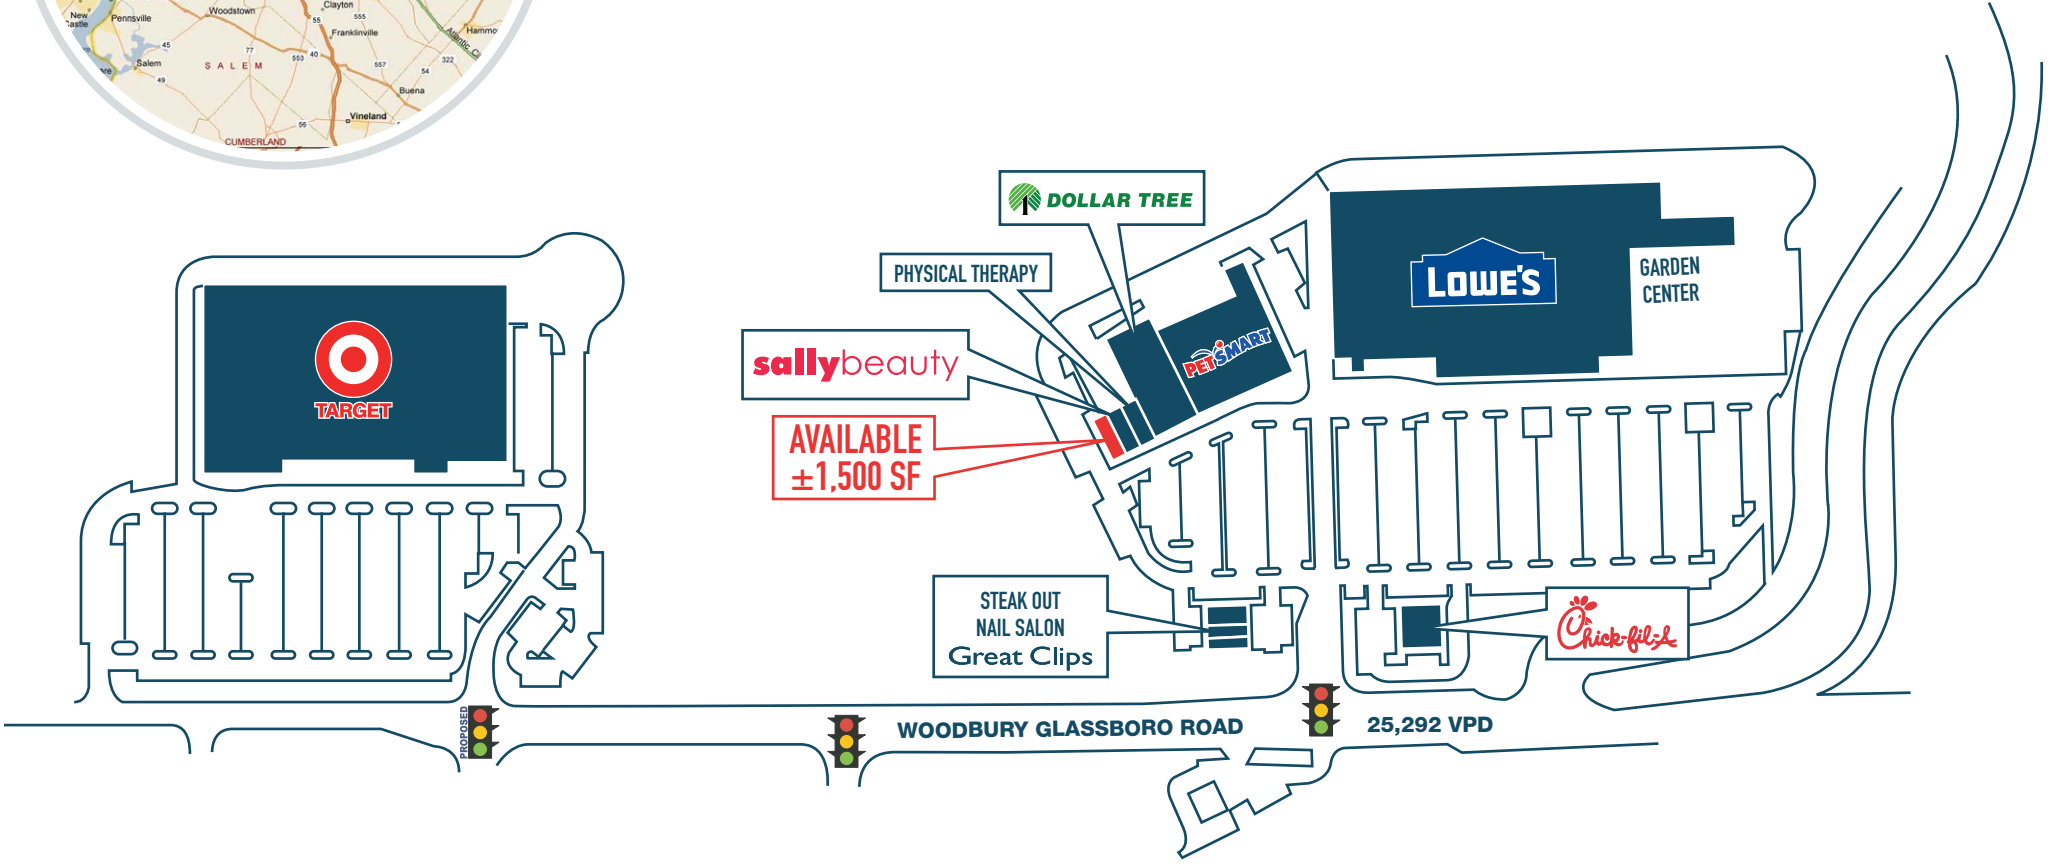 Clayton
New Castle
Pennsville
Woodstown
55
555
Franklinville
Hammo
Atlantic C
45
77
40
553
557
322
54
Salem
SALEM
49
Buena
56
Vineland
CUMBERLAND
DOLLAR TREE
PHYSICAL THERAPY
LOWE'S
GARDEN
CENTER
PETSMART
sallybeauty
TARGET
AVAILABLE
±1,500 SF
STEAK OUT
NAIL SALON
Great Clips
Chick-fil-A
PROPOSED
WOODBURY GLASSBORO ROAD
25,292 VPD